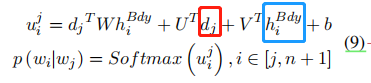 u_i^j = d_j^T W h_i^{Bdy} + U^T d_j + V^T h_i^{Bdy} + b
p(w_i|w_j) = Softmax(u_i^j), i ∈ [j, n + 1] (9)